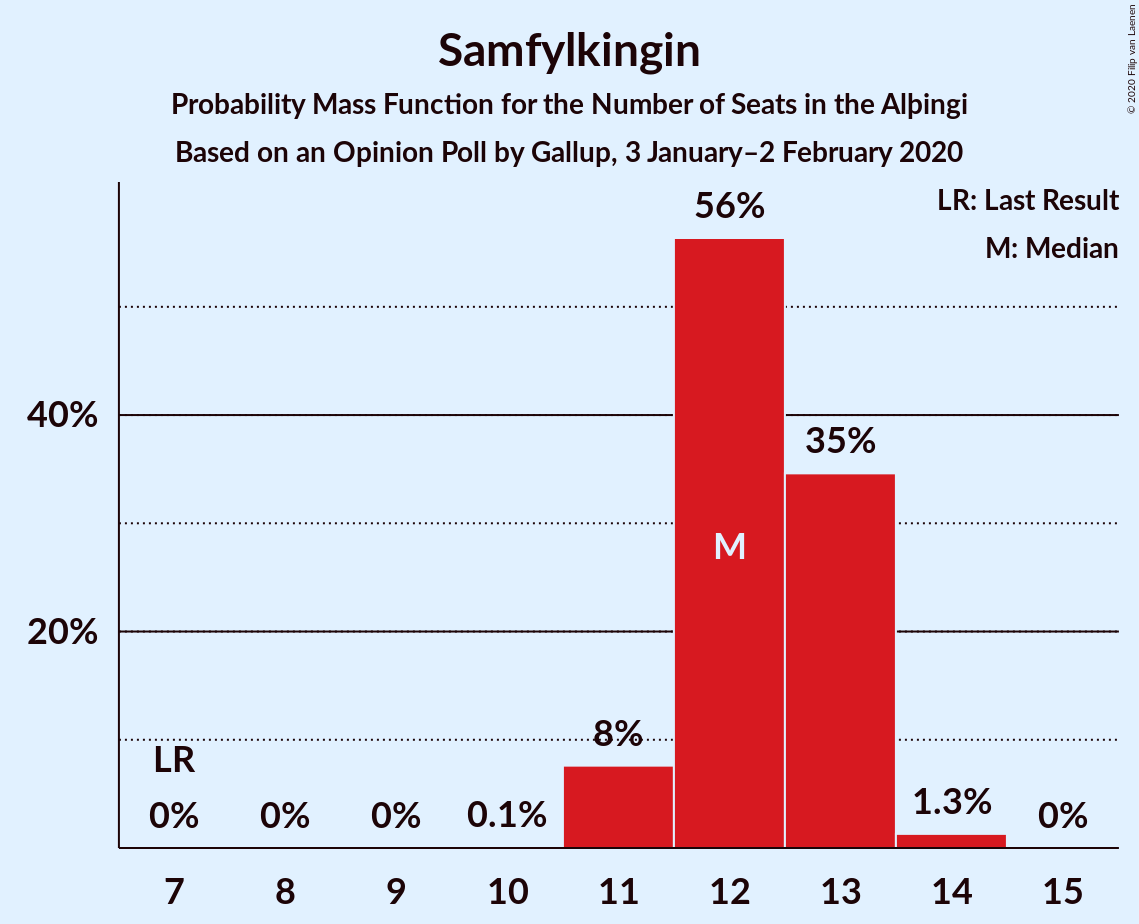 Samfylkingin
Probability Mass Function for the Number of Seats in the Alþingi
Based on an Opinion Poll by Gallup, 3 January–2 February 2020
© 2020 Filip van Laenen
LR: Last Result
M: Median
56%
40%
35%
M
20%
8%
LR
0%
0%
0%
0.1%
1.3%
0%
7 8 9 10 11 12 13 14 15